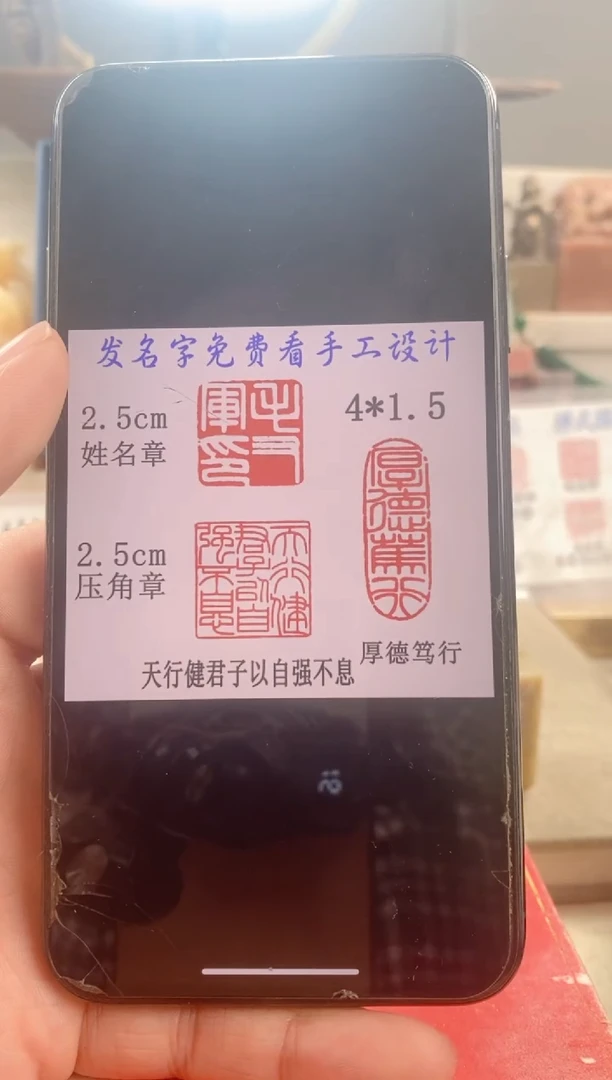 发名字免费看手工设计
2.5cm
姓名章
4*1.5
2.5cm
压角章
天行健君子以自强不息
厚德笃行